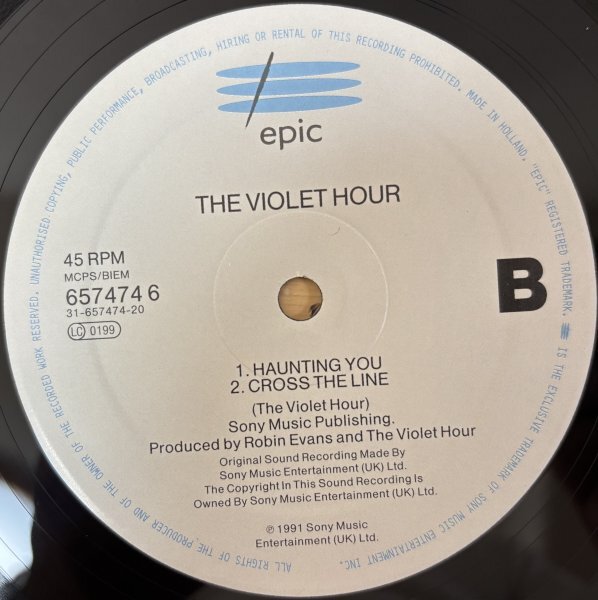 ALL RIGHTS OF THE PRODUCER AND OF THE OWNER OF THE RECORDED WORK RESERVED. UNAUTHORISED COPYING, PUBLIC PERFORMANCE, BROADCASTING, HIRING OR RENTAL OF THIS RECORDING PROHIBITED. MADE IN HOLLAND. "EPIC" REGISTERED TRADEMARK. IS THE EXCLUSIVE TRADEMARK OF SONY MUSIC ENTERTAINMENT INC.
epic
THE VIOLET HOUR
45 RPM
MCPS/BIEM
657474 6
31-657474-20
LC 0199
B
1. HAUNTING YOU
2. CROSS THE LINE
(The Violet Hour)
Sony Music Publishing.
Produced by Robin Evans and The Violet Hour
Original Sound Recording Made By
Sony Music Entertainment (UK) Ltd.
The Copyright In This Sound Recording Is
Owned By Sony Music Entertainment (UK) Ltd.
℗ 1991 Sony Music
Entertainment (UK) Ltd.